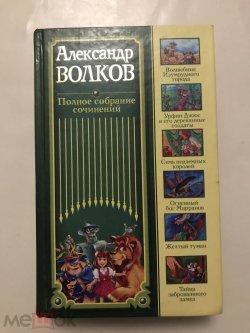 Александр
ВОЛКОВ
Полное собрание
сочинений
Волшебник
Изумрудного
города
Урфин Джюс
и его деревянные
солдаты
Семь подземных
королей
Огненный
бог Марранов
Желтый туман
Тайна
заброшенного
замка
Мешок